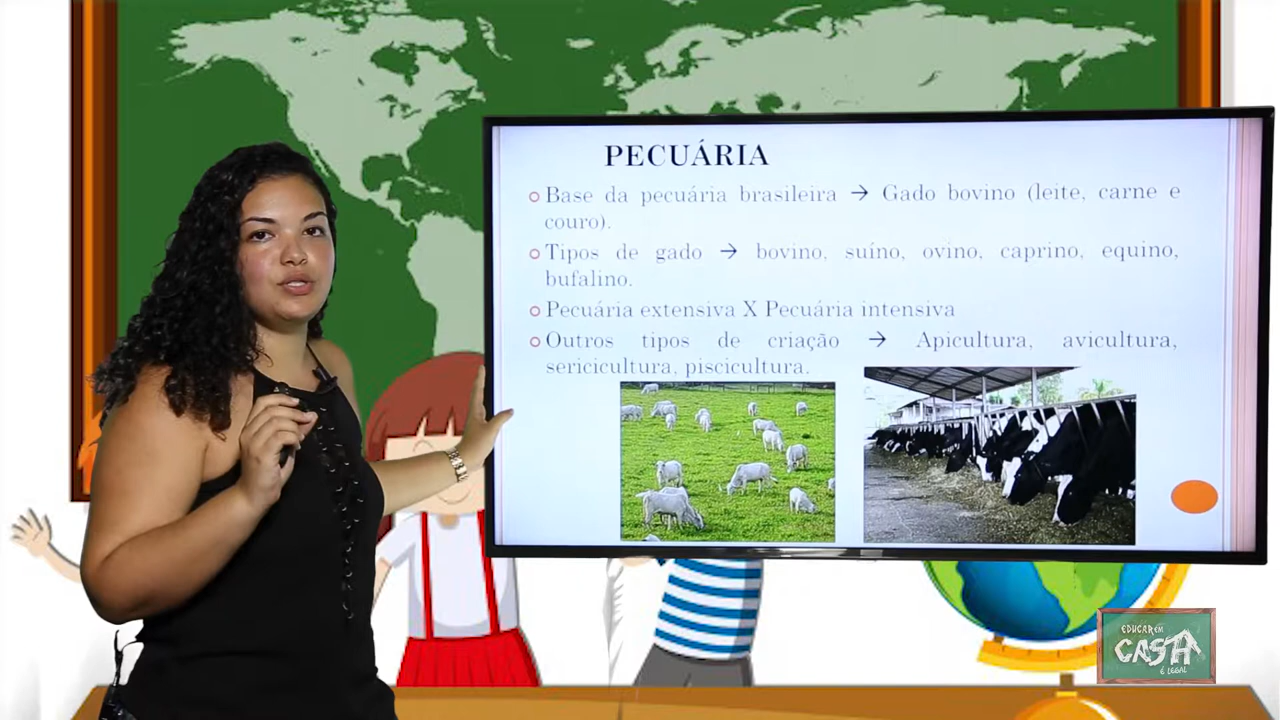 PECUÁRIA
Base da pecuária brasileira → Gado bovino (leite, carne e
couro).
Tipos de gado → bovino, suíno, ovino, caprino, equino,
bufalino.
Pecuária extensiva X Pecuária intensiva
Outros tipos de criação → Apicultura, avicultura,
sericicultura, piscicultura.
EDUCAR EM
CASA
É LEGAL